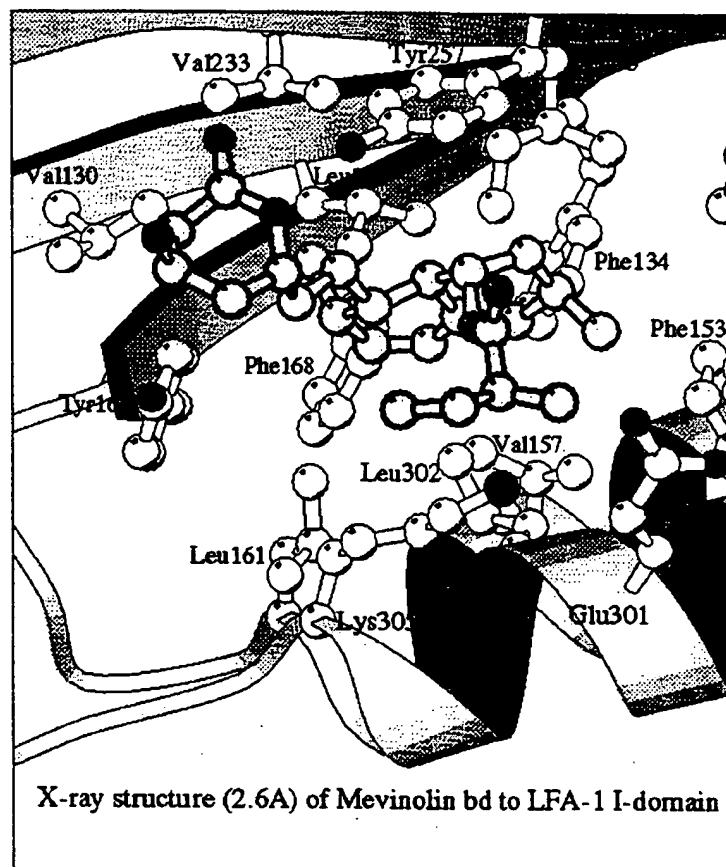 Val233
Tyr257
Val130
Phe134
Phe153
Phe168
Val157
Leu302
Leu161
Glu301
X-ray structure (2.6A) of Mevinolin bd to LFA-1 I-domain